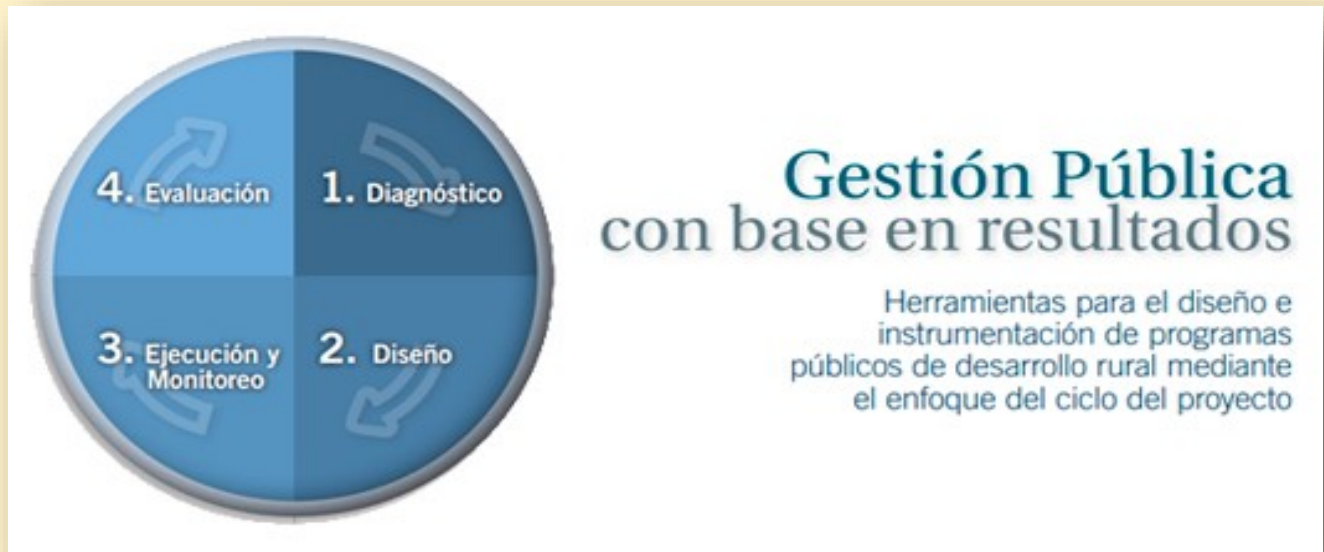 4. Evaluación
1. Diagnóstico
3. Ejecución y
Monitoreo
2. Diseño
Gestión Pública
con base en resultados
Herramientas para el diseño e
instrumentación de programas
públicos de desarrollo rural mediante
el enfoque del ciclo del proyecto